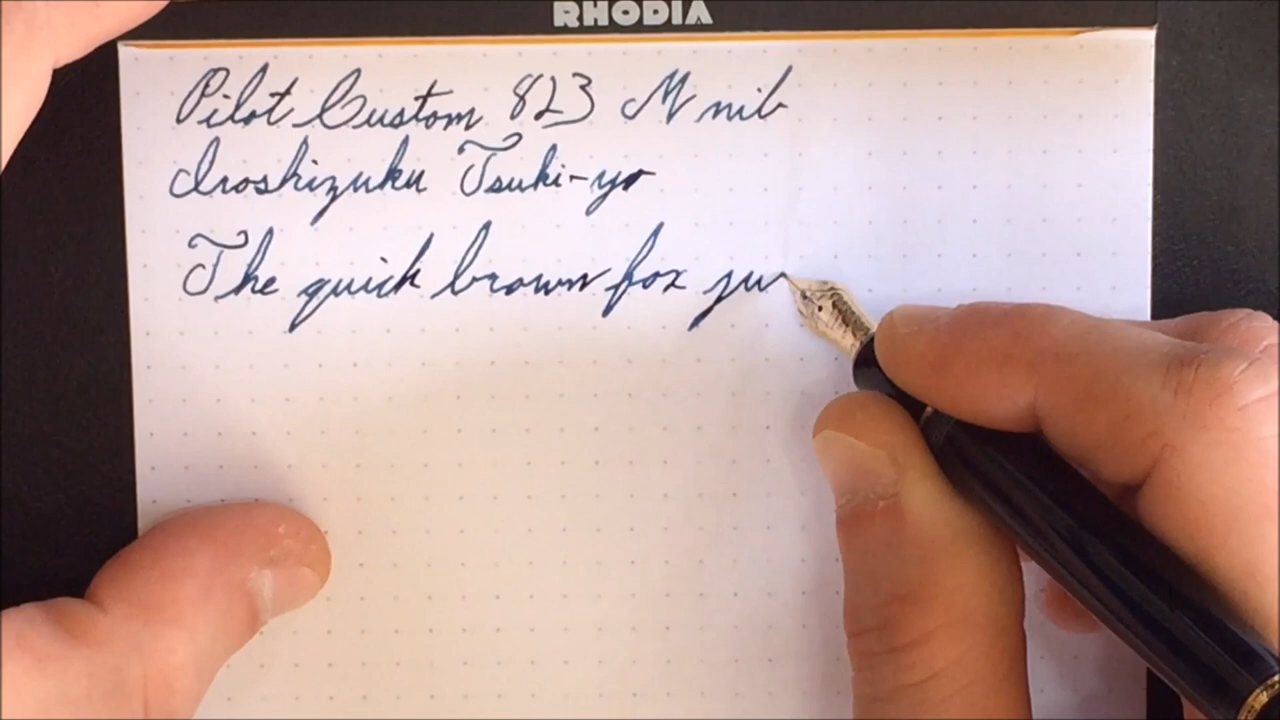 RHODIA
Pilot Custom 823 M nib
Iroshizuku Tsuki-yo
The quick brown fox ju